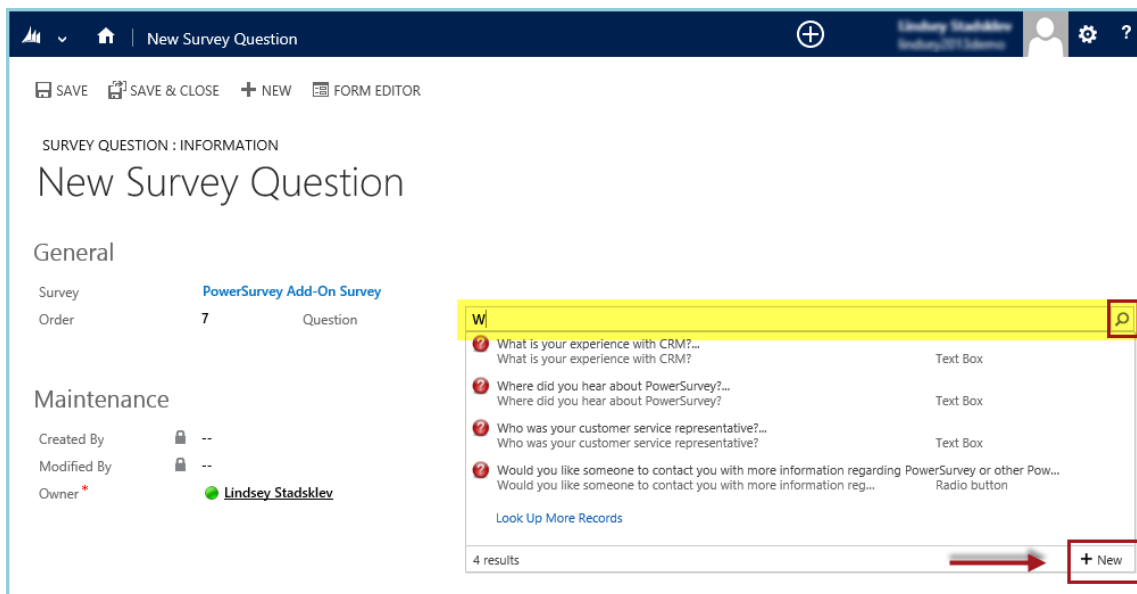 New Survey Question
Lindsey Stadsklev
?
SAVE SAVE & CLOSE NEW FORM EDITOR
SURVEY QUESTION : INFORMATION
New Survey Question
General
Survey PowerSurvey Add-On Survey
Order 7 Question W
What is your experience with CRM?...
What is your experience with CRM? Text Box
Where did you hear about PowerSurvey?...
Where did you hear about PowerSurvey? Text Box
Who was your customer service representative?...
Who was your customer service representative? Text Box
Would you like someone to contact you with more information regarding PowerSurvey or other Pow...
Would you like someone to contact you with more information reg... Radio button
Look Up More Records
4 results + New
Maintenance
Created By --
Modified By --
Owner * Lindsey Stadsklev